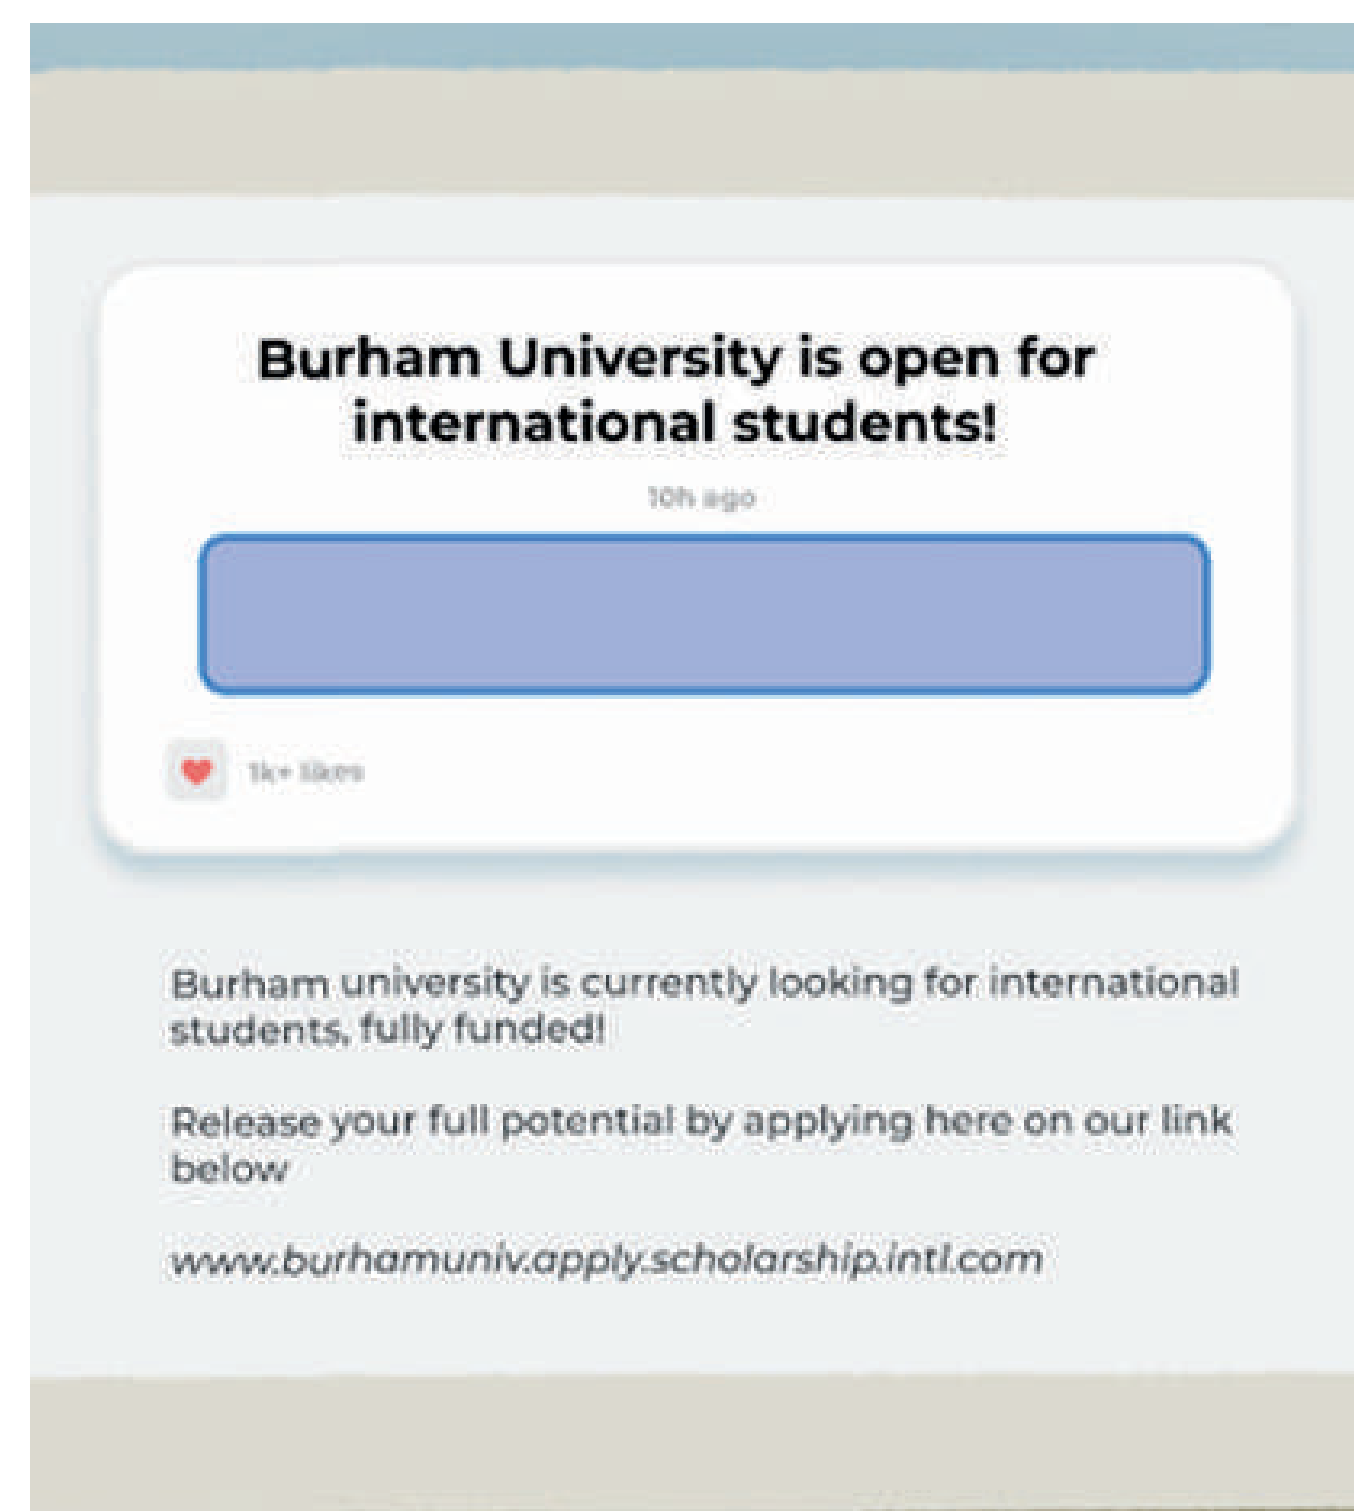 Burham University is open for
international students!
10h ago
1k+ likes
Burham university is currently looking for international
students, fully funded!
Release your full potential by applying here on our link
below
www.burhamuniv.apply.scholarship.intl.com